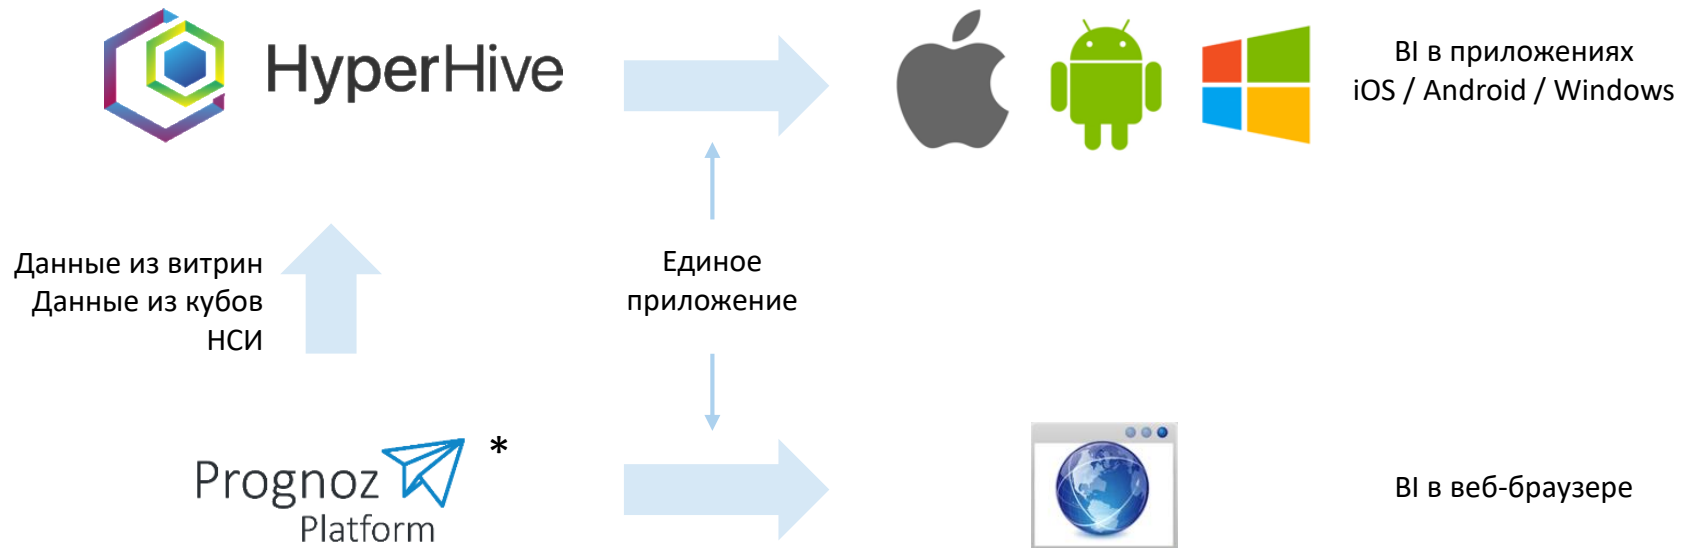 HyperHive
BI в приложениях
iOS / Android / Windows
Данные из витрин
Данные из кубов
НСИ
Единое
приложение
Prognoz
Platform
*
BI в веб-браузере